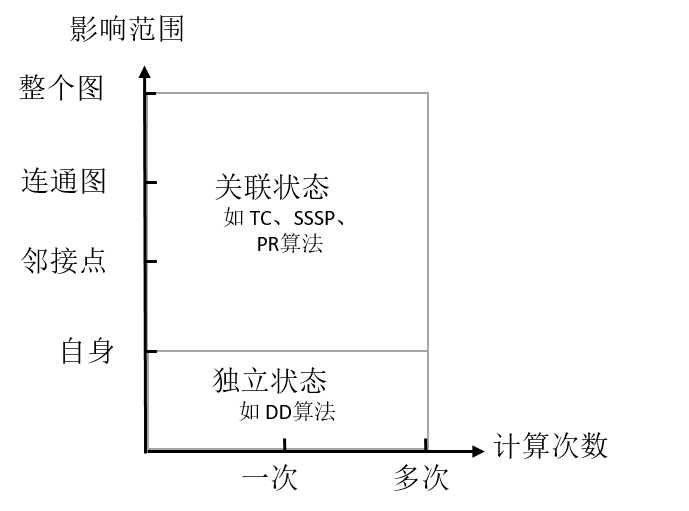 影响范围
整个图
连通图
关联状态
如 TC、SSSP、
PR算法
邻接点
自身
独立状态
如 DD算法
计算次数
一次
多次